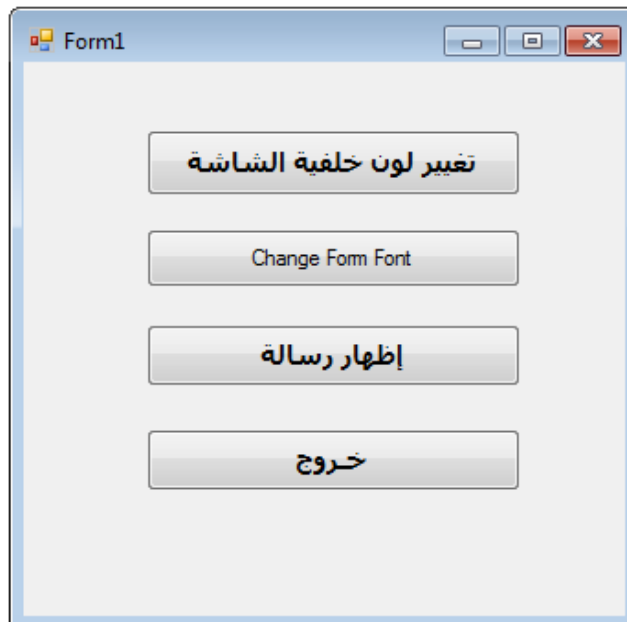 Form1
تغيير لون خلفية الشاشة
Change Form Font
إظهار رسالة
خـروج